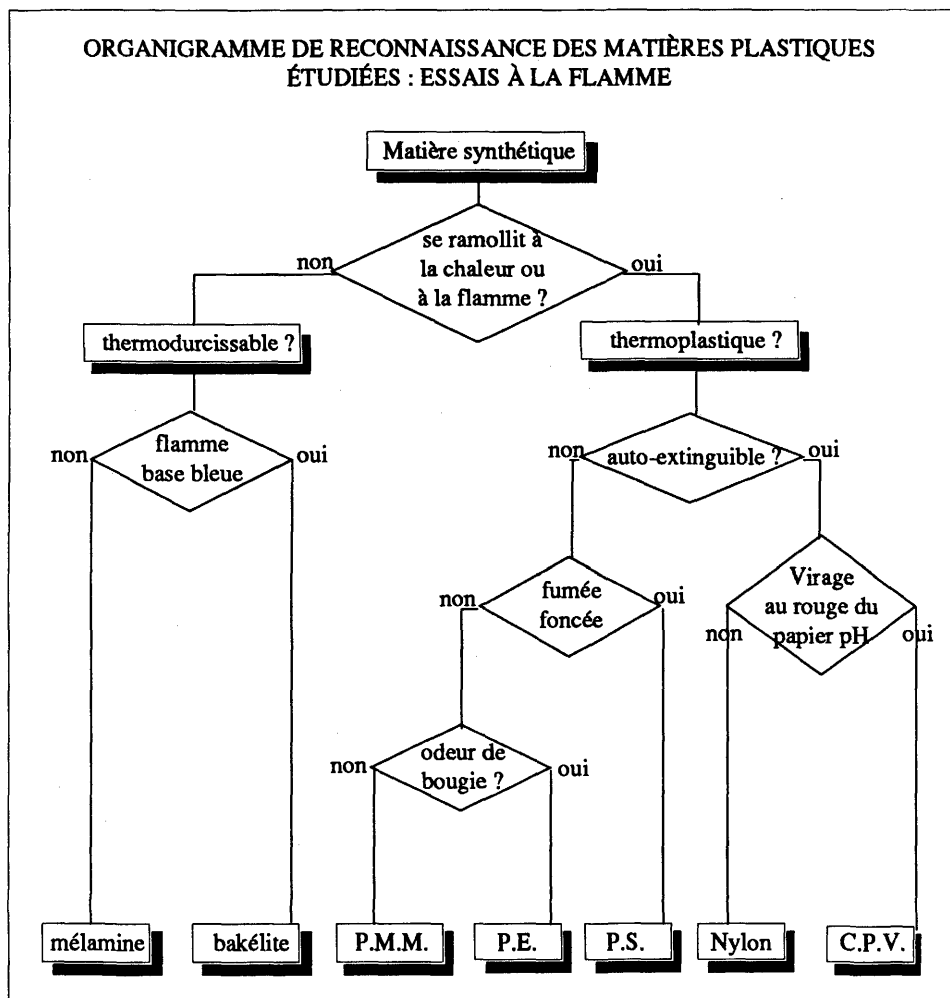 ORGANIGRAMME DE RECONNAISSANCE DES MATIÈRES PLASTIQUES
ÉTUDIÉES : ESSAIS À LA FLAMME
Matière synthétique
se ramollit à
la chaleur ou
à la flamme ?
non
oui
thermodurcissable ?
thermoplastique ?
flamme
base bleue
non
oui
auto-extinguible ?
non
oui
fumée
foncée
non
oui
Virage
au rouge du
papier pH
non
oui
odeur de
bougie ?
non
oui
mélamine
bakélite
P.M.M.
P.E.
P.S.
Nylon
C.P.V.